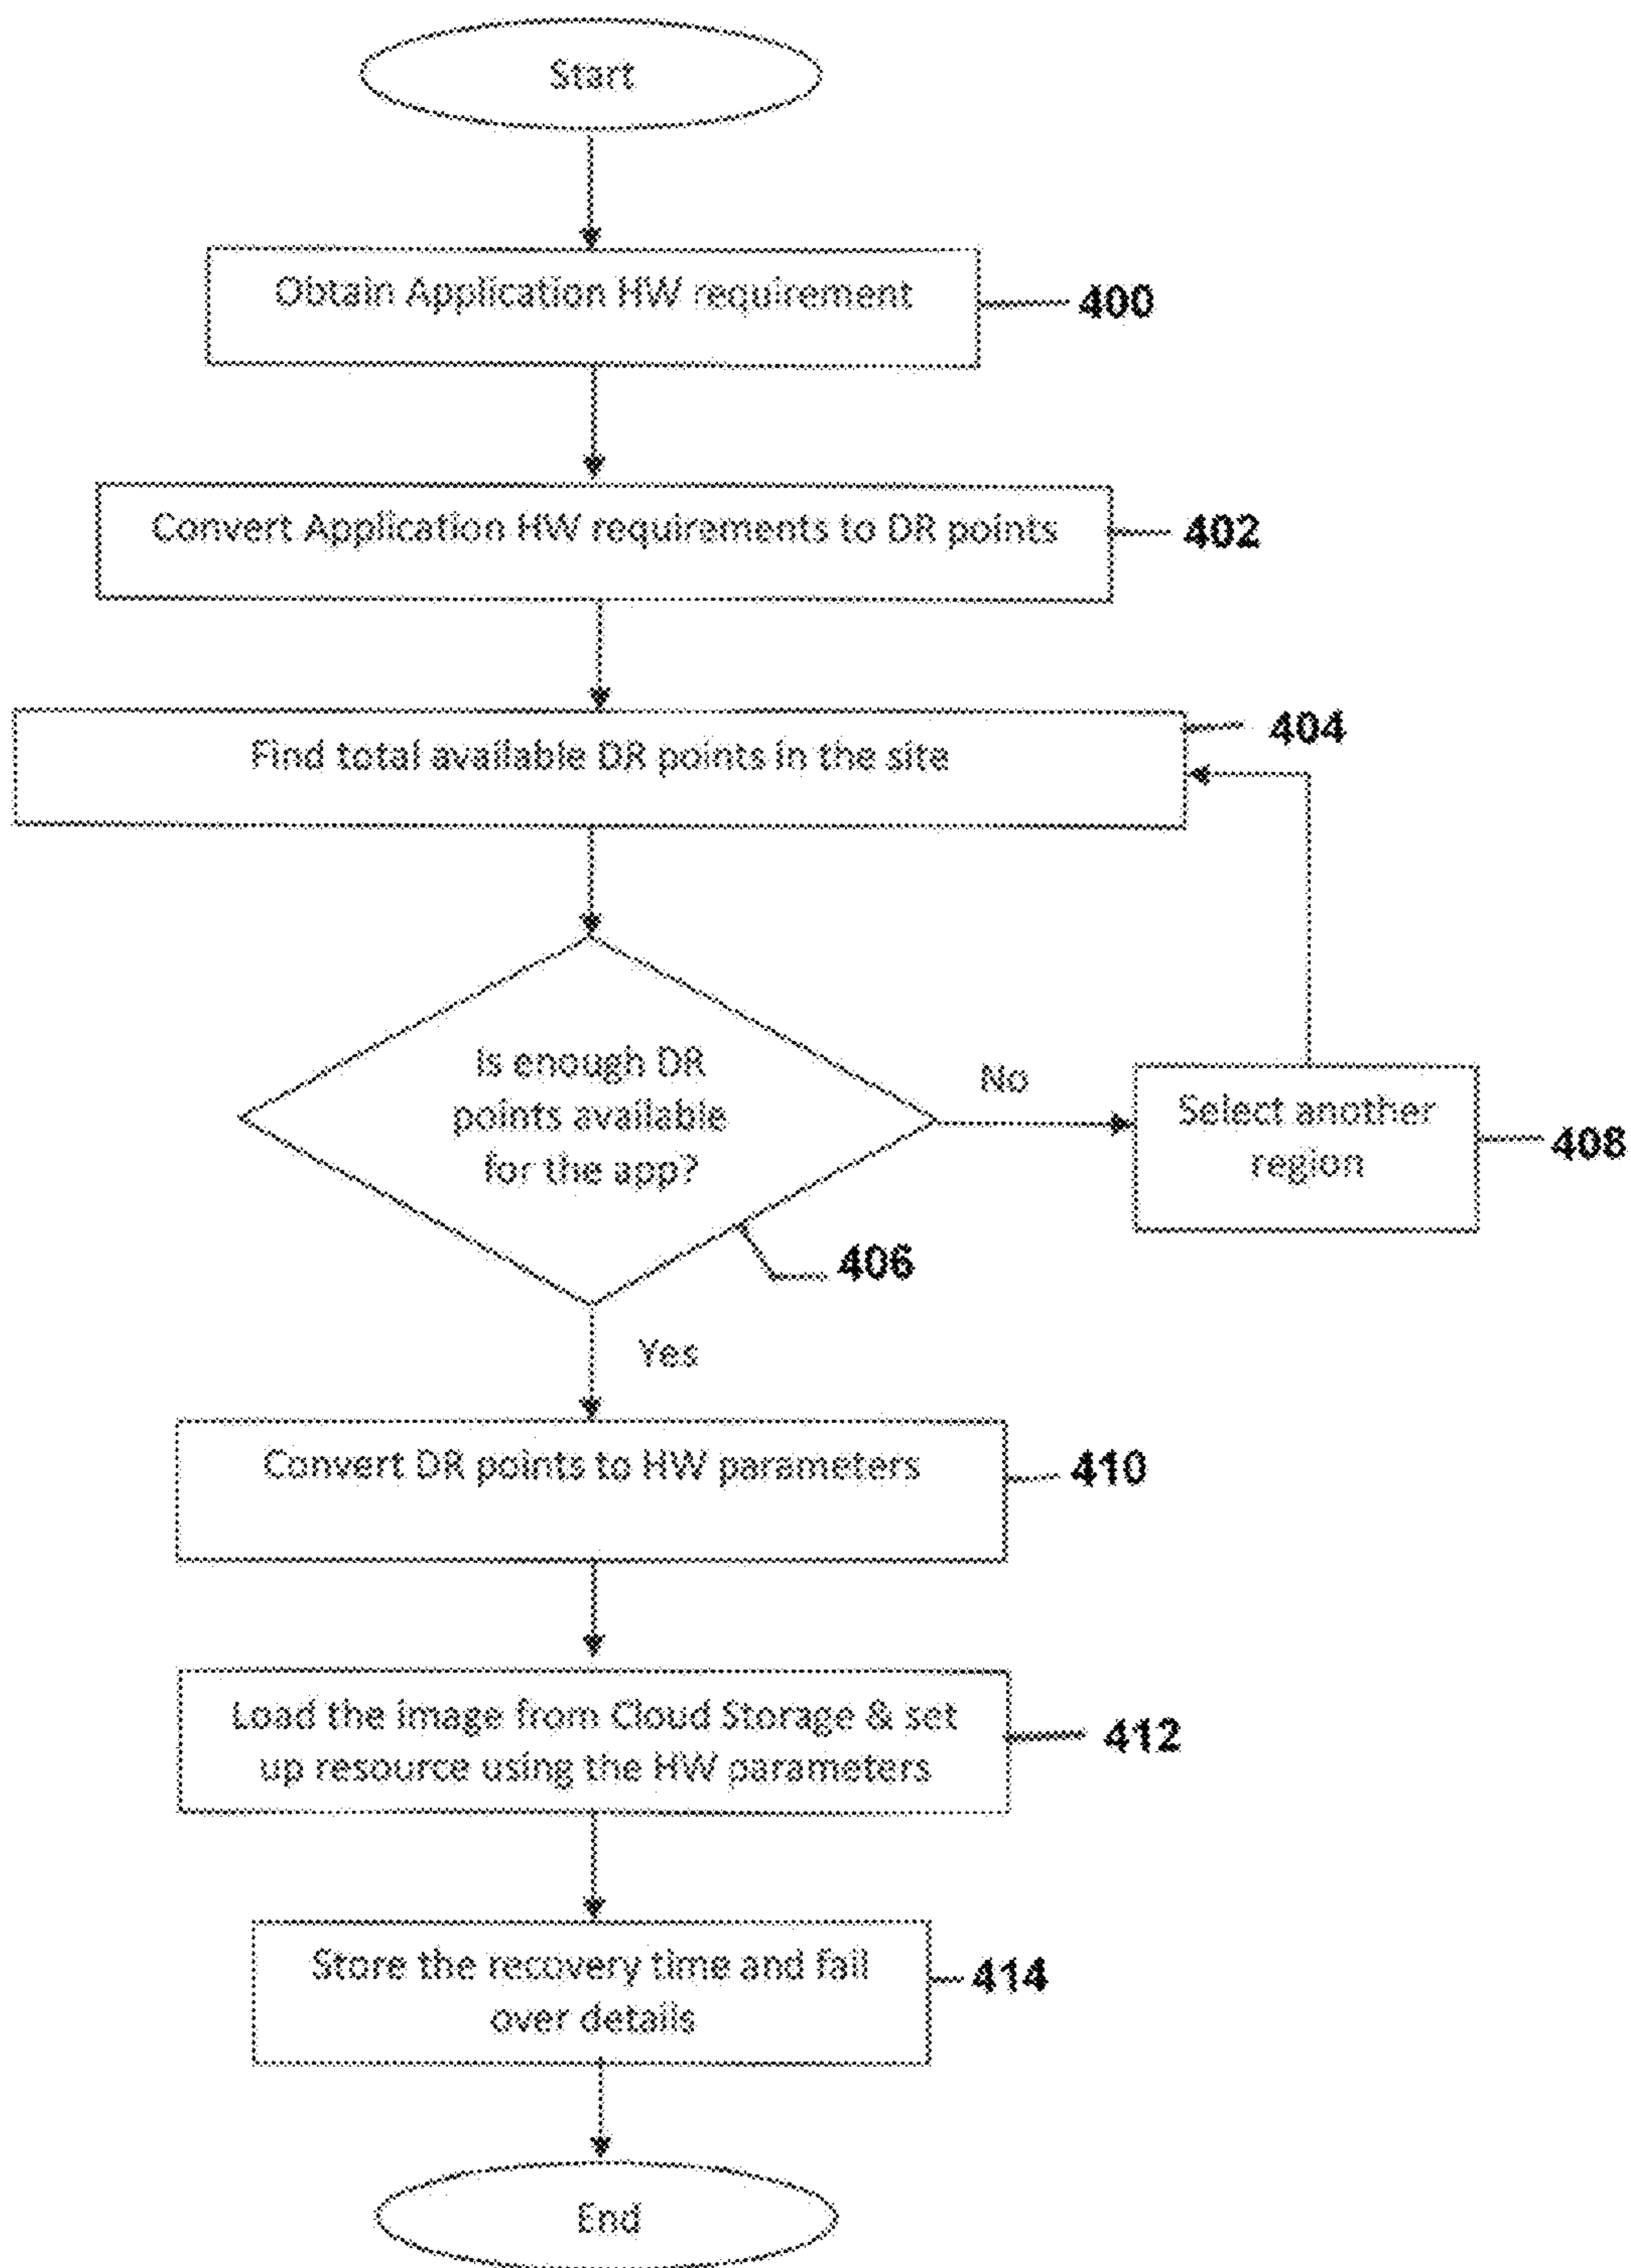 Start
Obtain Application HW requirement
400
Convert Application HW requirements to DR points
402
404
Find total available DR points in the site
Is enough DR
points available
for the app?
No
Select another
region
408
406
Yes
Convert DR points to HW parameters
410
Load the image from Cloud Storage & set
up resource using the HW parameters
412
Store the recovery time and fail
over details
414
End